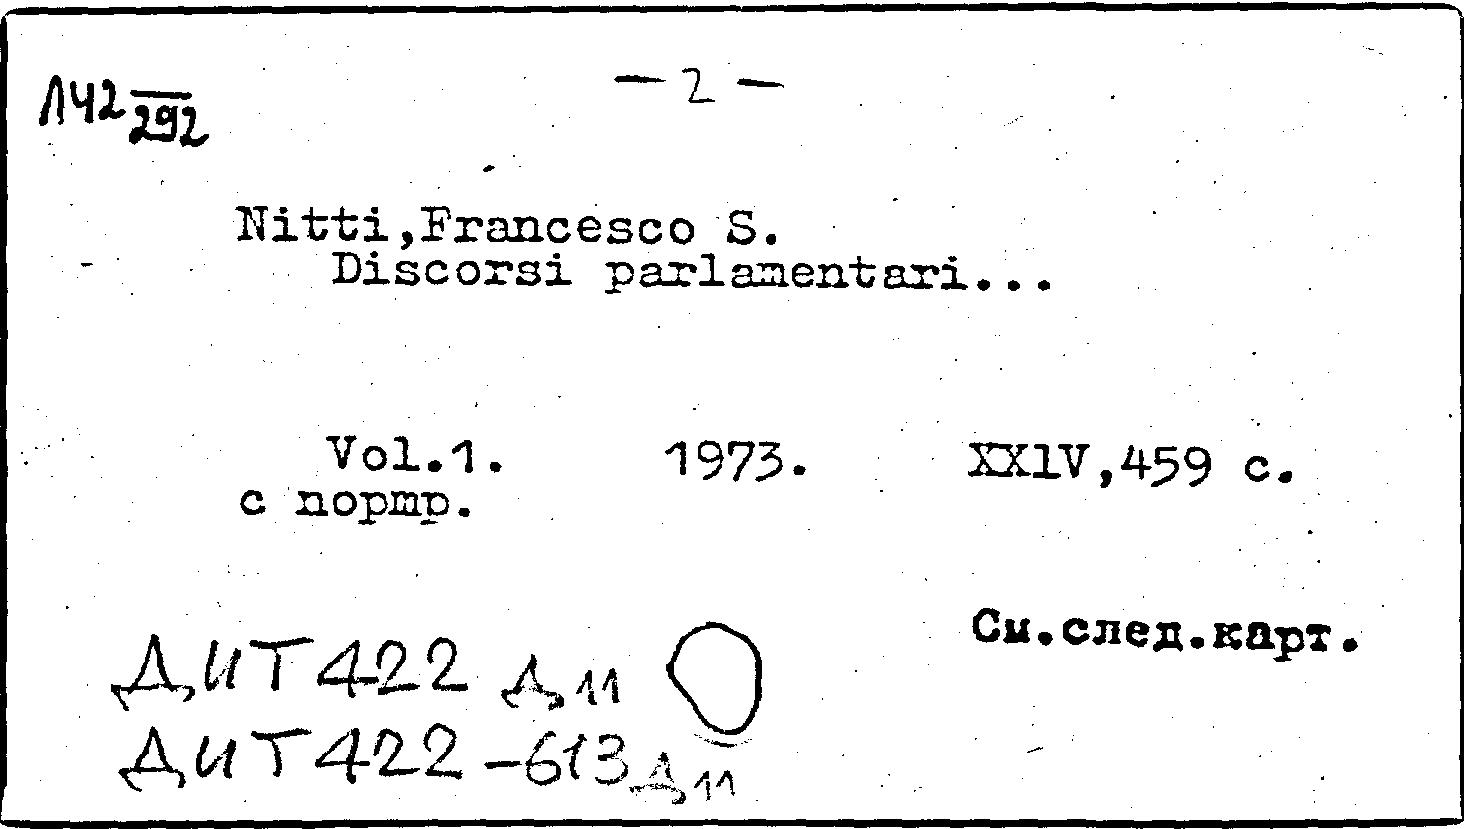 — 2 —
Л42 292
Nitti,Francesco S.
Discorsi parlamentari...
Vol.1. 1973. XXlV,459 с.
с портр.
См.след.карт.
ДИТ422 Д11
ДИТ422-613 Д11